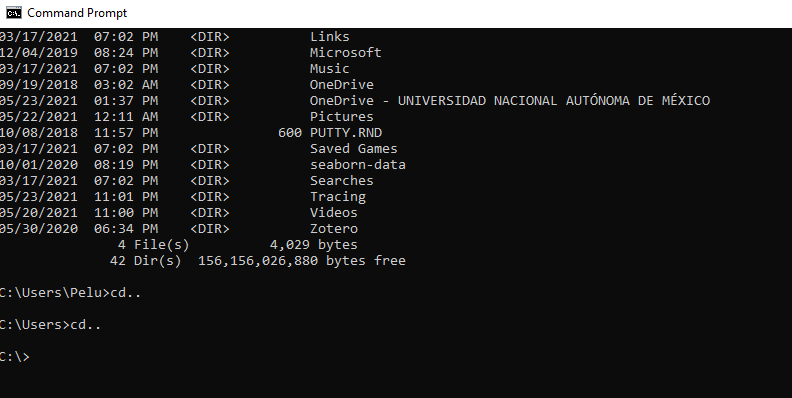 Command Prompt
03/17/2021  07:02 PM    <DIR>          Links
12/04/2019  08:24 PM    <DIR>          Microsoft
03/17/2021  07:02 PM    <DIR>          Music
09/19/2018  03:02 AM    <DIR>          OneDrive
05/23/2021  01:37 PM    <DIR>          OneDrive - UNIVERSIDAD NACIONAL AUTÓNOMA DE MÉXICO
05/22/2021  12:11 AM    <DIR>          Pictures
10/08/2018  11:57 PM               600 PUTTY.RND
03/17/2021  07:02 PM    <DIR>          Saved Games
10/01/2020  08:19 PM    <DIR>          seaborn-data
03/17/2021  07:02 PM    <DIR>          Searches
05/23/2021  11:01 PM    <DIR>          Tracing
05/20/2021  11:00 PM    <DIR>          Videos
05/30/2020  06:34 PM    <DIR>          Zotero
               4 File(s)          4,029 bytes
              42 Dir(s)  156,156,026,880 bytes free
C:\Users\Pelu>cd..
C:\Users>cd..
C:\>